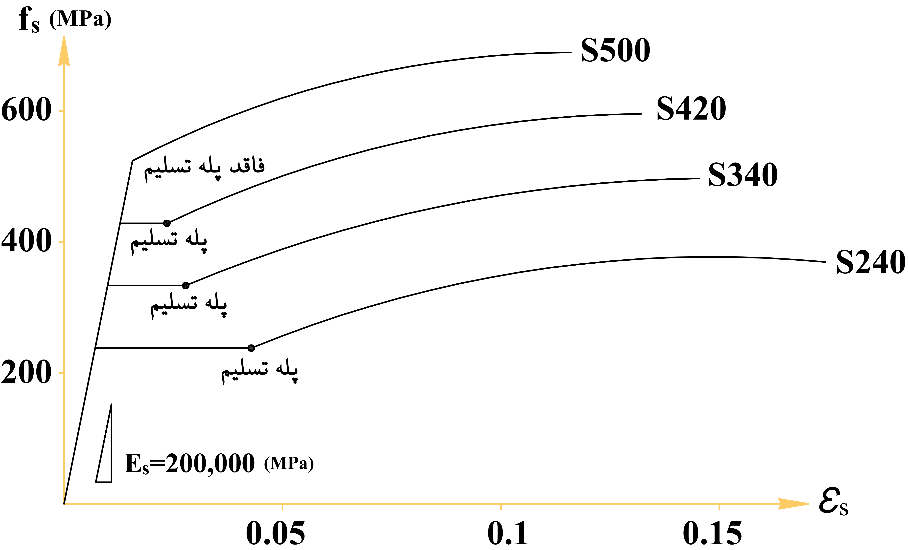 fs (MPa)
S500
600
S420
فاقد پله تسلیم
S340
400
پله تسلیم
S240
پله تسلیم
200
پله تسلیم
Es=200,000 (MPa)
εs
0.05
0.1
0.15